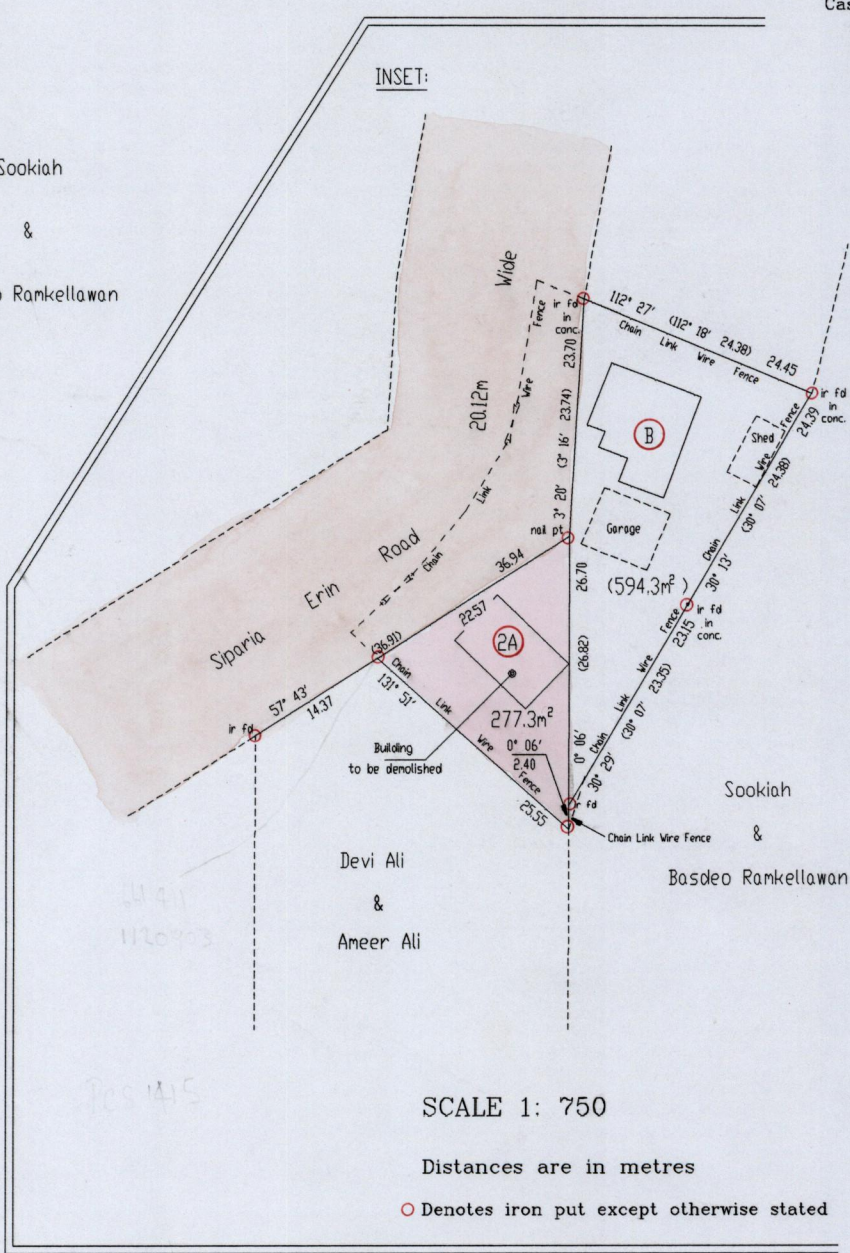 Cas
INSET:
Sookiah
&
Ramkellawan
Siparia Erin Road
20.12m Wide
Chain Link Wire Fence
ir fd
in
conc.
112° 27' (112° 18' 24.38) 24.45
Chain Link Wire Fence
ir fd
in
conc.
3° 20' (3° 16' 23.74) 23.70
B
Shed
Garage
(594.3m²)
30° 13' (30° 07' 24.38) 24.39
Chain Link Wire Fence
nail pt
36.94
(36.91)
22.57
2A
277.3m²
26.70
(26.82)
0° 06'
ir fd
in
conc.
30° 29' (30° 07' 23.35) 23.15
Chain Link Wire Fence
57° 43'
14.37
ir fd
131° 51'
25.55
Chain Link Wire Fence
Building
to be demolished
0° 06'
2.40
ir fd
Chain Link Wire Fence
Sookiah
&
Basdeo Ramkellawan
Devi Ali
&
Ameer Ali
SCALE 1: 750
Distances are in metres
Denotes iron put except otherwise stated